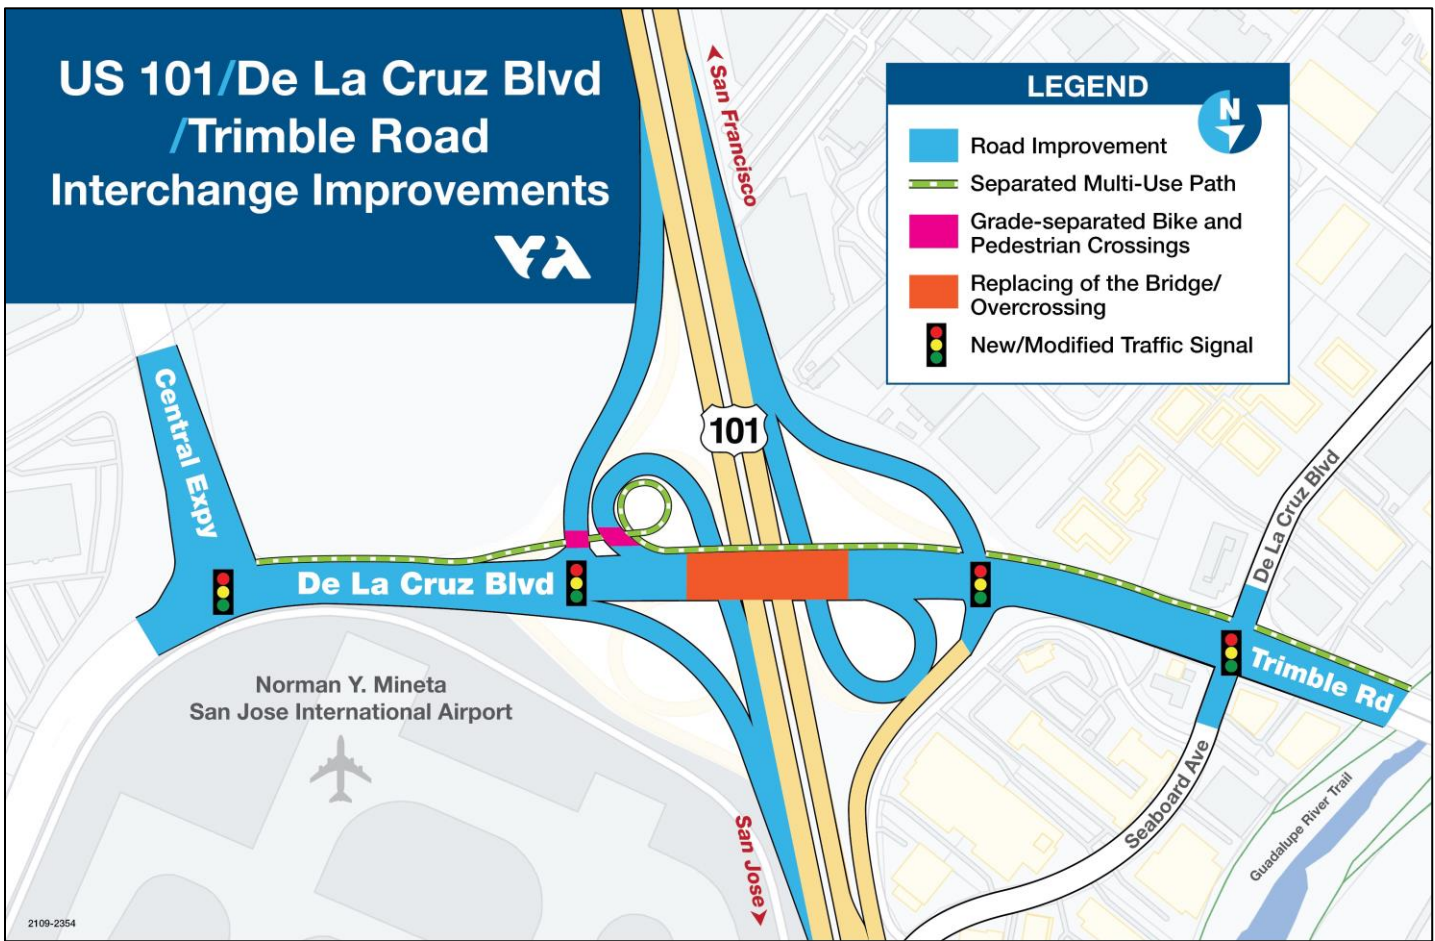 US 101/De La Cruz Blvd
/Trimble Road
Interchange Improvements
VTA
San Francisco
LEGEND
N
Road Improvement
Separated Multi-Use Path
Grade-separated Bike and
Pedestrian Crossings
Replacing of the Bridge/
Overcrossing
New/Modified Traffic Signal
Central Expy
101
De La Cruz Blvd
De La Cruz Blvd
Trimble Rd
Norman Y. Mineta
San Jose International Airport
Seaboard Ave
Guadalupe River Trail
San Jose
2109-2354